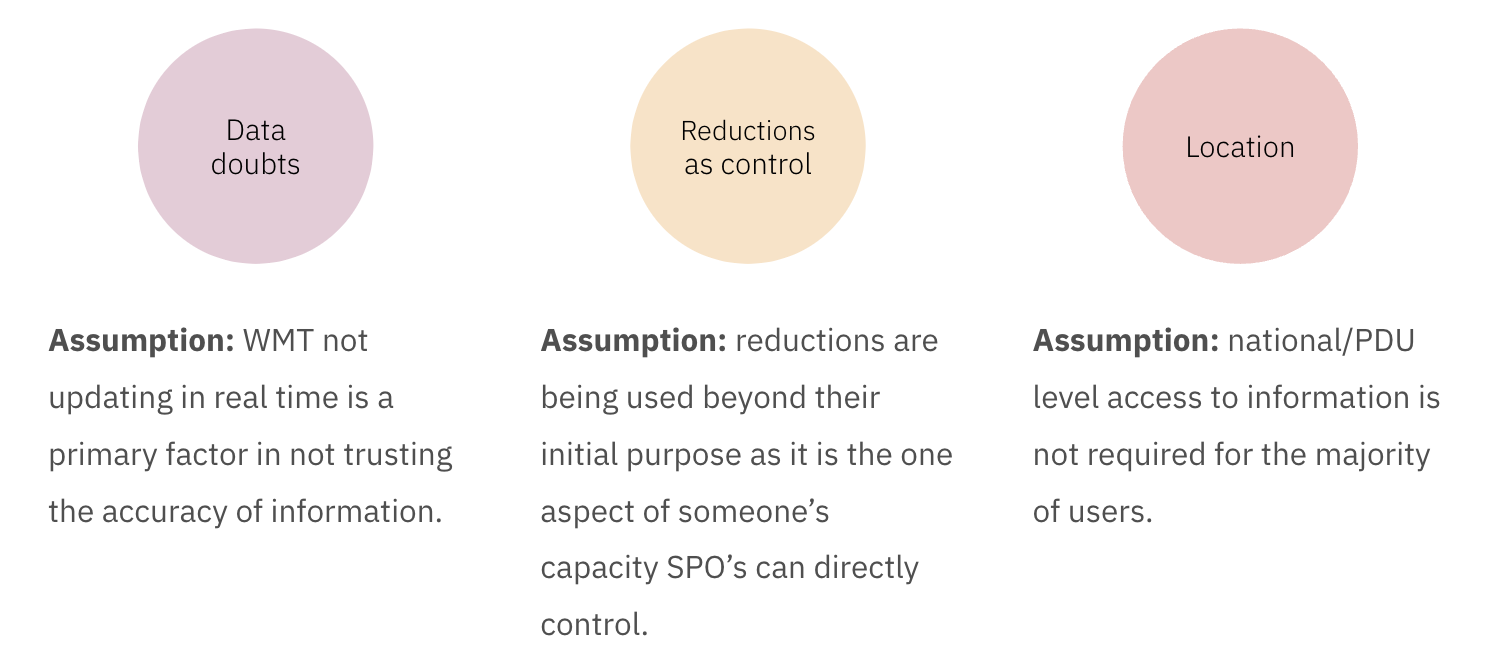 Data
doubts
Reductions
as control
Location
Assumption: WMT not
updating in real time is a
primary factor in not trusting
the accuracy of information.
Assumption: reductions are
being used beyond their
initial purpose as it is the one
aspect of someone’s
capacity SPO’s can directly
control.
Assumption: national/PDU
level access to information is
not required for the majority
of users.